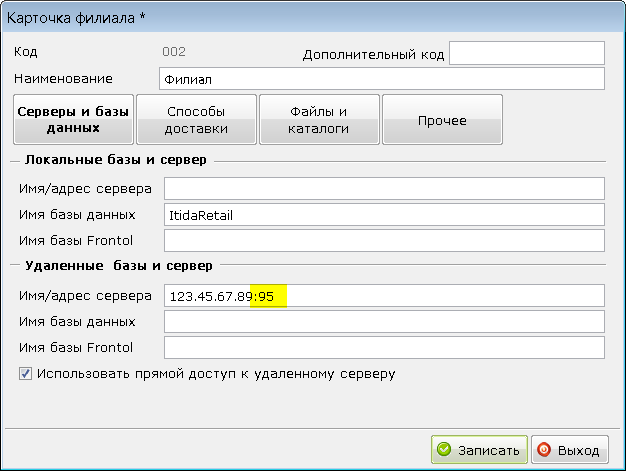 Карточка филиала *
Код 002 Дополнительный код
Наименование Филиал
Серверы и базы данных
Способы доставки
Файлы и каталоги
Прочее
Локальные базы и сервер
Имя/адрес сервера
Имя базы данных ItidaRetail
Имя базы Frontol
Удаленные базы и сервер
Имя/адрес сервера 123.45.67.89:95
Имя базы данных
Имя базы Frontol
Использовать прямой доступ к удаленному серверу
Записать Выход